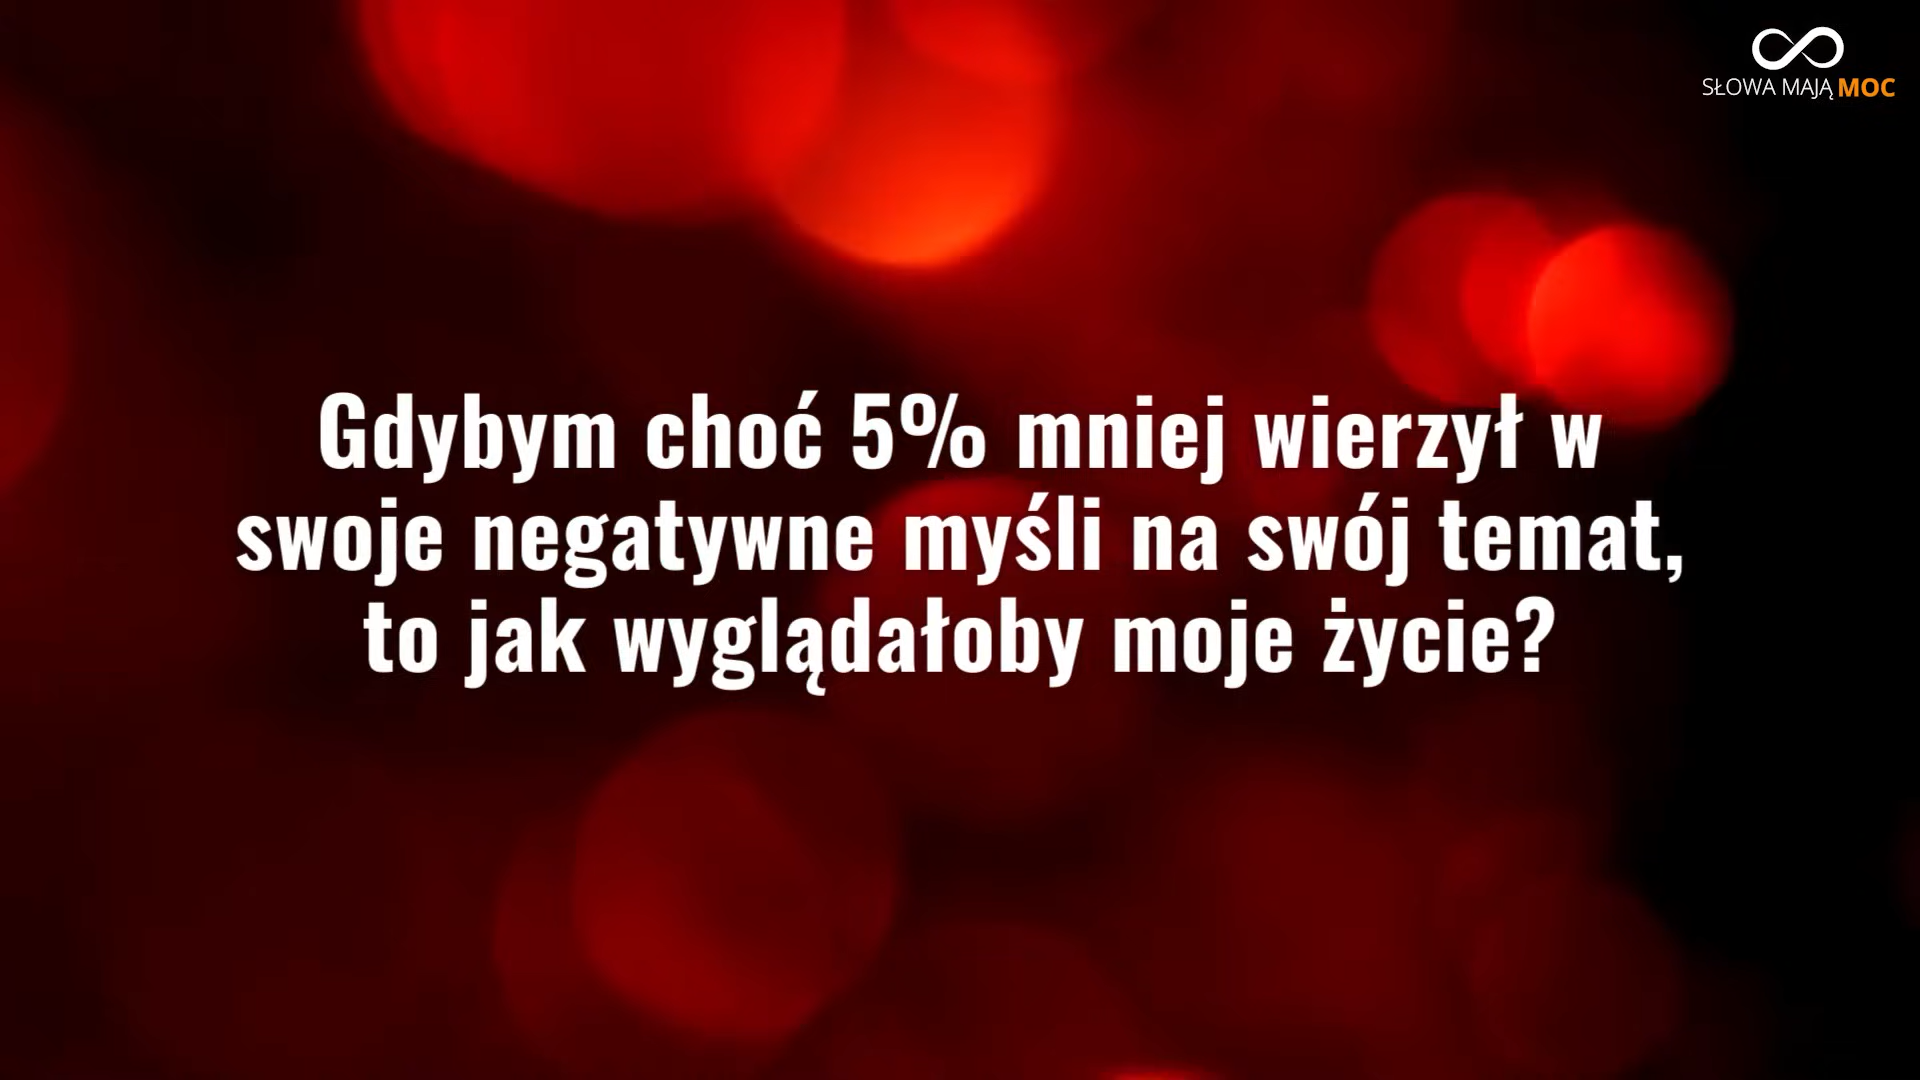 SŁOWA MAJĄ MOC
Gdybym choć 5% mniej wierzył w
swoje negatywne myśli na swój temat,
to jak wyglądałoby moje życie?